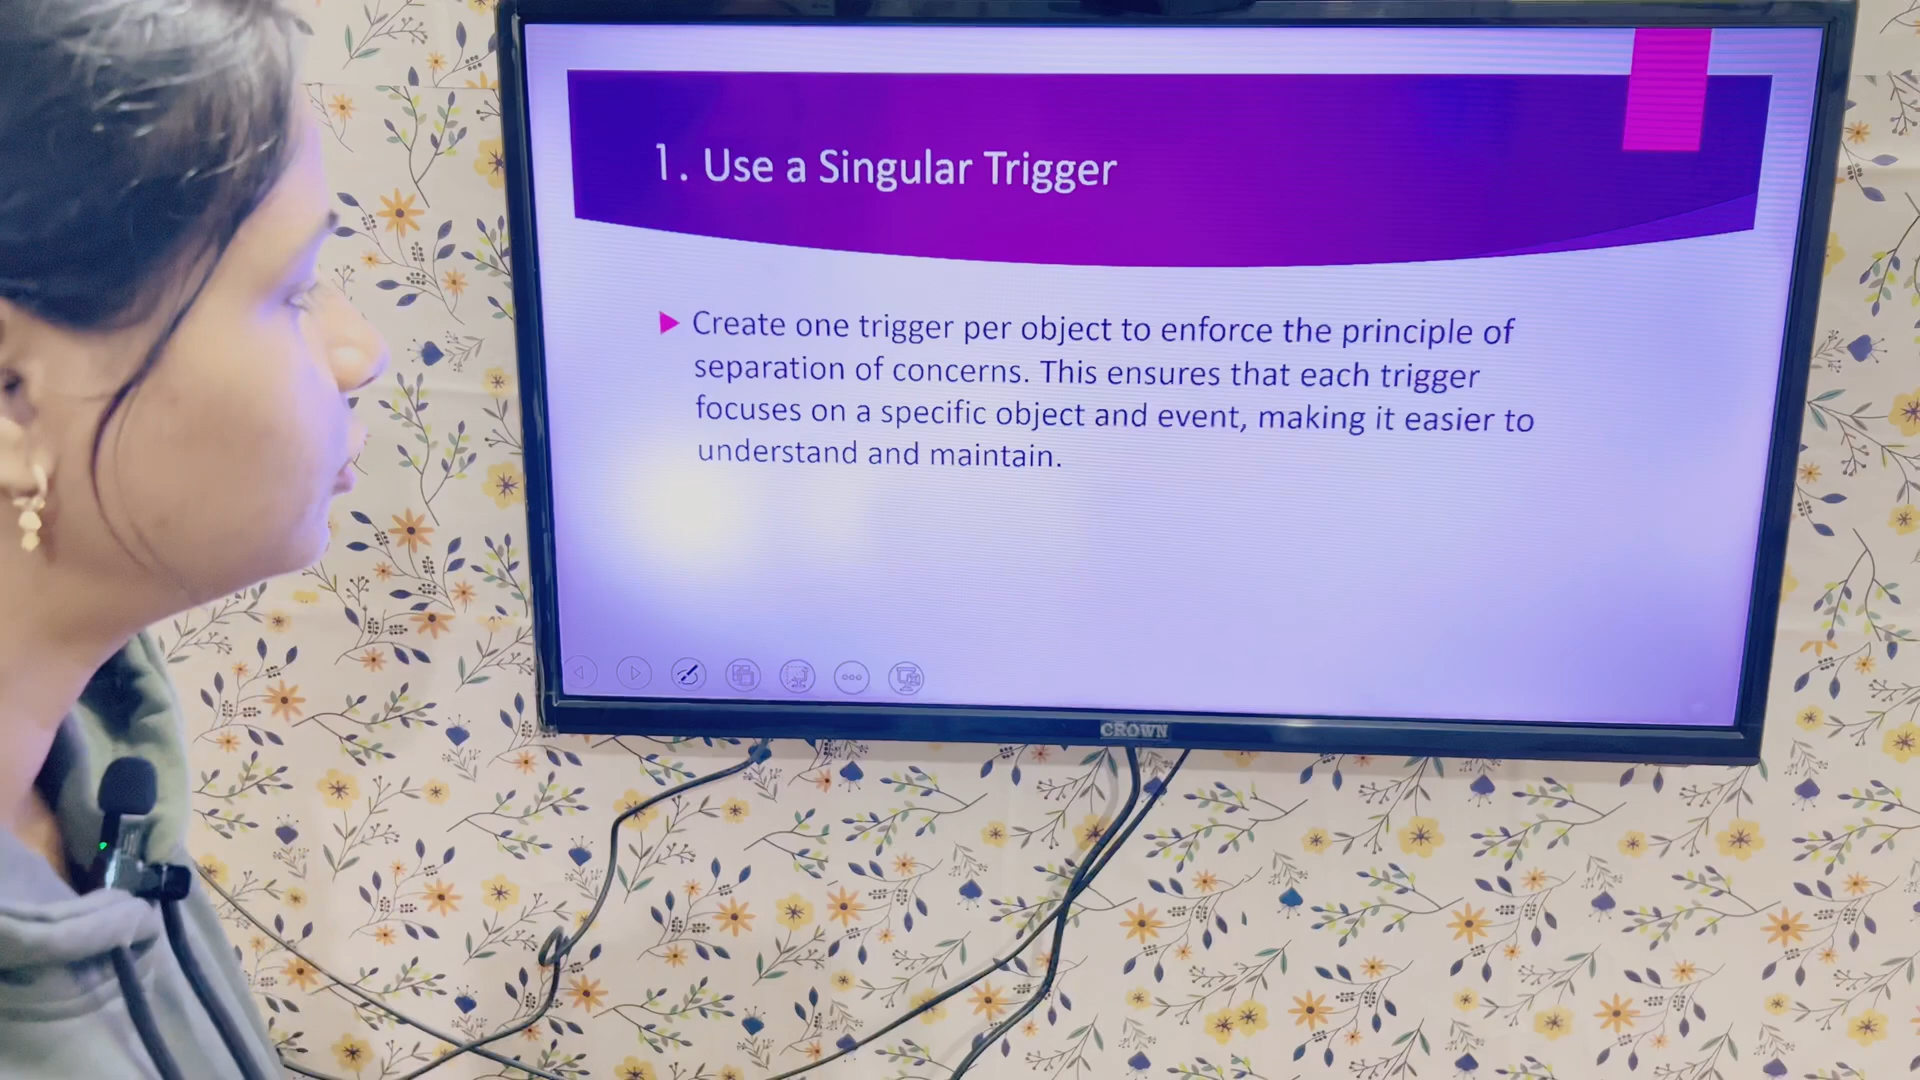 1. Use a Singular Trigger
Create one trigger per object to enforce the principle of
separation of concerns. This ensures that each trigger
focuses on a specific object and event, making it easier to
understand and maintain.
CROWN